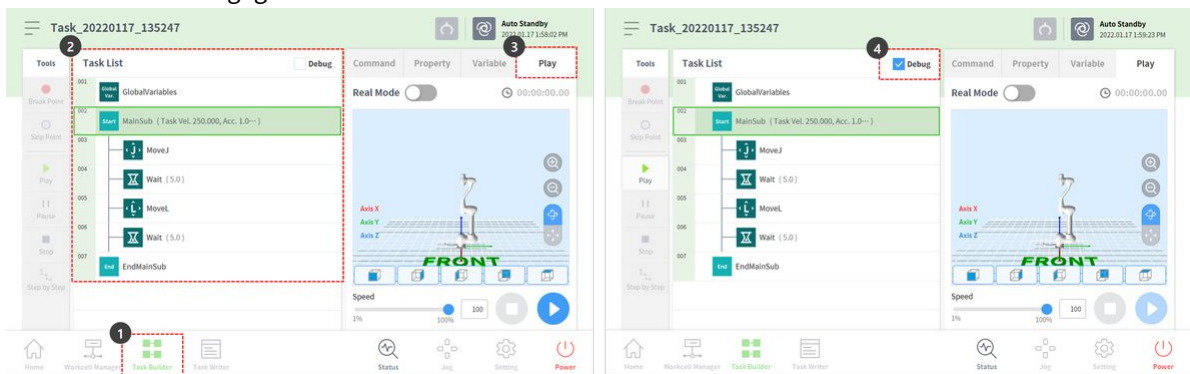 Task_20220117_135247
Auto Standby
2022.01.17 1:58:02 PM
2
3
Tools
Task List
Debug
Command
Property
Variable
Play
Break Point
Skip Point
Play
Pause
Stop
Step by Step
001
Global Var.
GlobalVariables
002
Start
MainSub ( Task Vel. 250.000, Acc. 1.0··· )
003
J
MoveJ
004
Wait ( 5.0 )
005
L
MoveL
006
Wait ( 5.0 )
007
End
EndMainSub
Real Mode
00:00:00.00
Axis X
Axis Y
Axis Z
FRONT
Speed
1%
100%
100
1
Home
Workcell Manager
Task Builder
Task Writer
Status
Jog
Setting
Power
Task_20220117_135247
Auto Standby
2022.01.17 1:59:23 PM
4
Tools
Task List
Debug
Command
Property
Variable
Play
Break Point
Skip Point
Play
Pause
Stop
Step by Step
001
Global Var.
GlobalVariables
002
Start
MainSub ( Task Vel. 250.000, Acc. 1.0··· )
003
J
MoveJ
004
Wait ( 5.0 )
005
L
MoveL
006
Wait ( 5.0 )
007
End
EndMainSub
Real Mode
00:00:00.00
Axis X
Axis Y
Axis Z
FRONT
Speed
1%
100%
100
Home
Workcell Manager
Task Builder
Task Writer
Status
Jog
Setting
Power